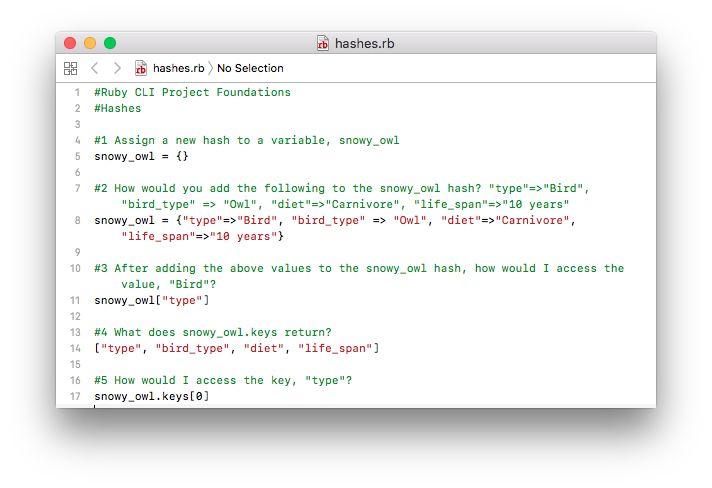 hashes.rb
hashes.rb No Selection
1 #Ruby CLI Project Foundations
2 #Hashes
3
4 #1 Assign a new hash to a variable, snowy_owl
5 snowy_owl = {}
6
7 #2 How would you add the following to the snowy_owl hash? "type"=>"Bird",
"bird_type" => "Owl", "diet"=>"Carnivore", "life_span"=>"10 years"
8 snowy_owl = {"type"=>"Bird", "bird_type" => "Owl", "diet"=>"Carnivore",
"life_span"=>"10 years"}
9
10 #3 After adding the above values to the snowy_owl hash, how would I access the
value, "Bird"?
11 snowy_owl["type"]
12
13 #4 What does snowy_owl.keys return?
14 ["type", "bird_type", "diet", "life_span"]
15
16 #5 How would I access the key, "type"?
17 snowy_owl.keys[0]